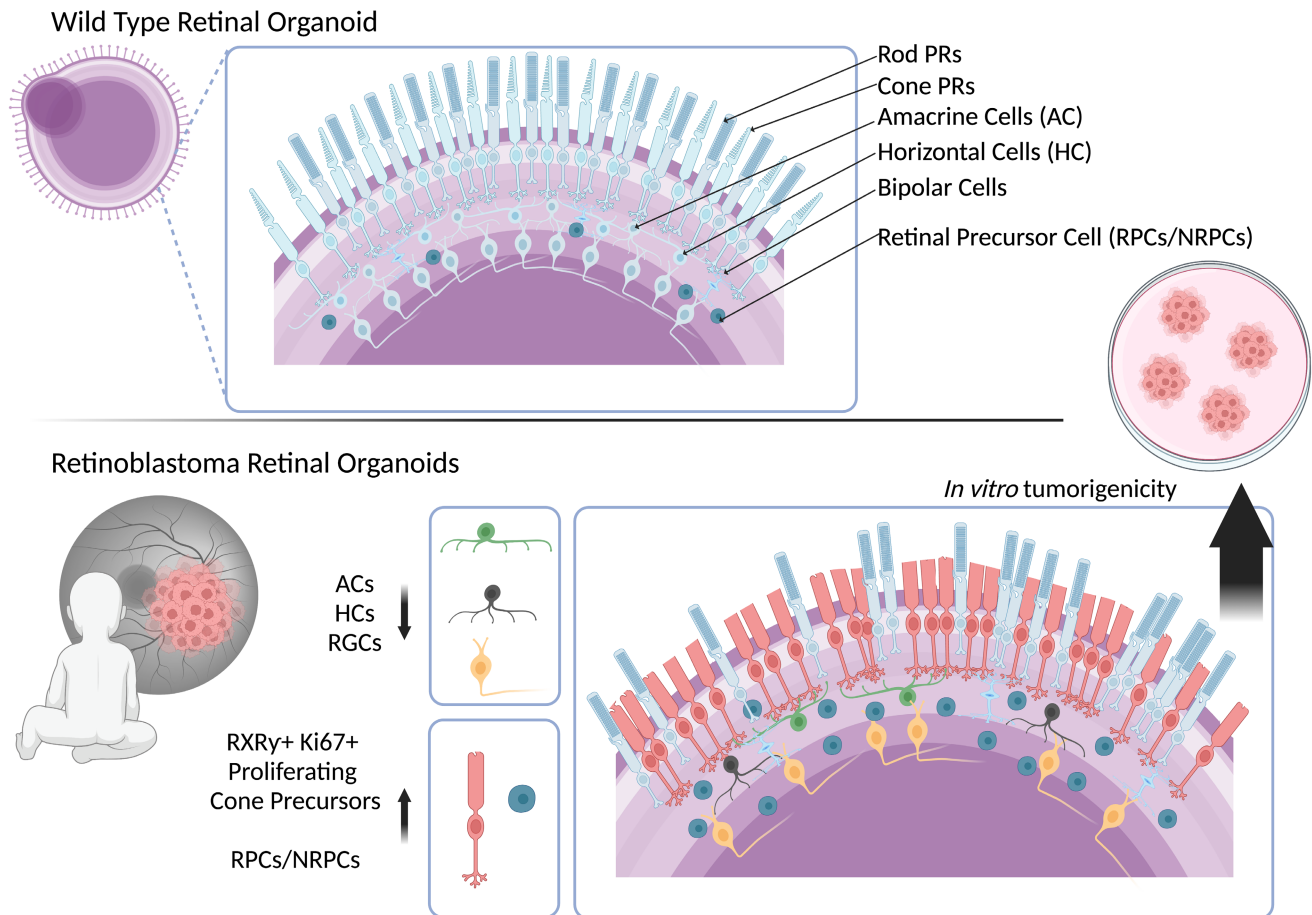 Wild Type Retinal Organoid
Rod PRs
Cone PRs
Amacrine Cells (AC)
Horizontal Cells (HC)
Bipolar Cells
Retinal Precursor Cell (RPCs/NRPCs)
Retinoblastoma Retinal Organoids
In vitro tumorigenicity
ACs
HCs
RGCs
RXRy+ Ki67+
Proliferating
Cone Precursors
RPCs/NRPCs